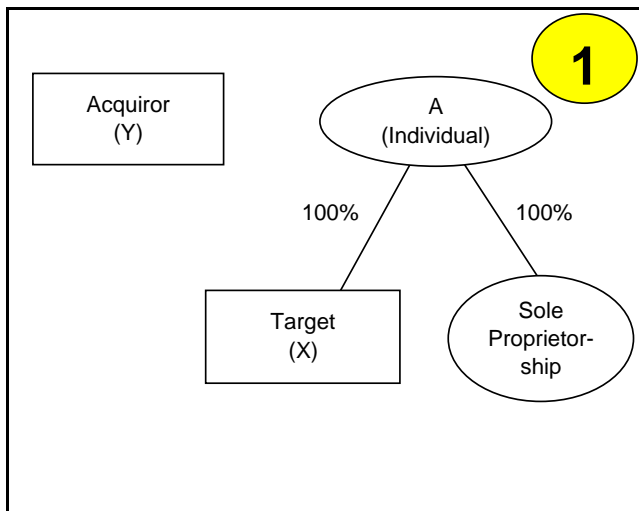 1
Acquiror
(Y)
A
(Individual)
100%
100%
Target
(X)
Sole
Proprietor-
ship